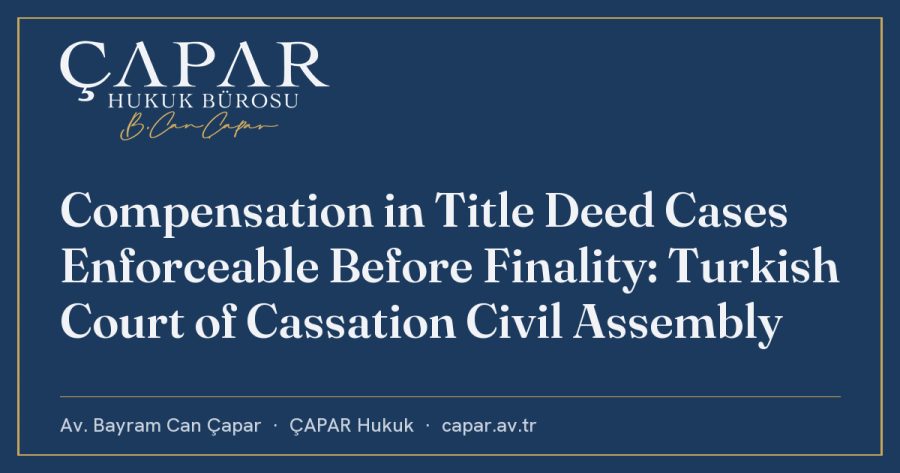 ÇAPAR
HUKUK BÜROSU
B.Can Çapar
Compensation in Title Deed Cases
Enforceable Before Finality: Turkish
Court of Cassation Civil Assembly
Av. Bayram Can Çapar · ÇAPAR Hukuk · capar.av.tr